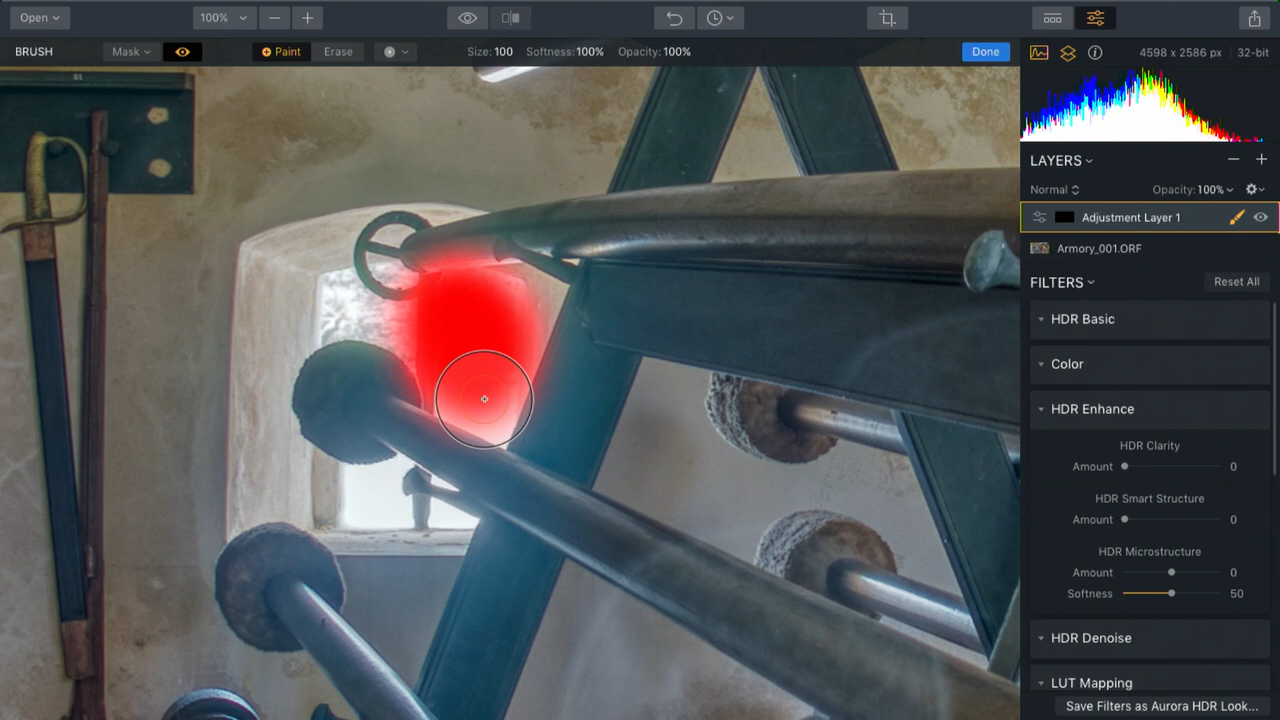 Open
100%
BRUSH
Mask
Paint
Erase
Size: 100
Softness: 100%
Opacity: 100%
Done
4598 x 2586 px
32-bit
LAYERS
Normal
Opacity: 100%
Adjustment Layer 1
Armory_001.ORF
FILTERS
Reset All
HDR Basic
Color
HDR Enhance
HDR Clarity
Amount 0
HDR Smart Structure
Amount 0
HDR Microstructure
Amount 0
Softness 50
HDR Denoise
LUT Mapping
Save Filters as Aurora HDR Look...